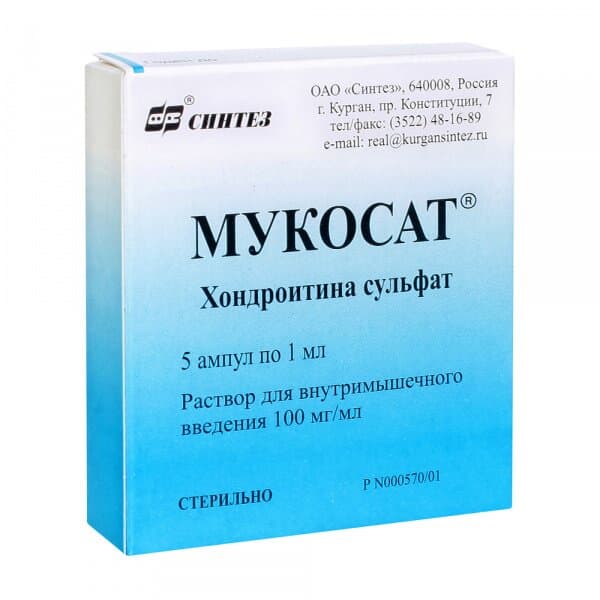 СИНТЕЗ®
ОАО «Синтез», 640008, Россия
г. Курган, пр. Конституции, 7
тел/факс: (3522) 48-16-89
e-mail: real@kurgansintez.ru
МУКОСАТ®
Хондроитина сульфат
5 ампул по 1 мл
Раствор для внутримышечного
введения 100 мг/мл
СТЕРИЛЬНО
Р N000570/01